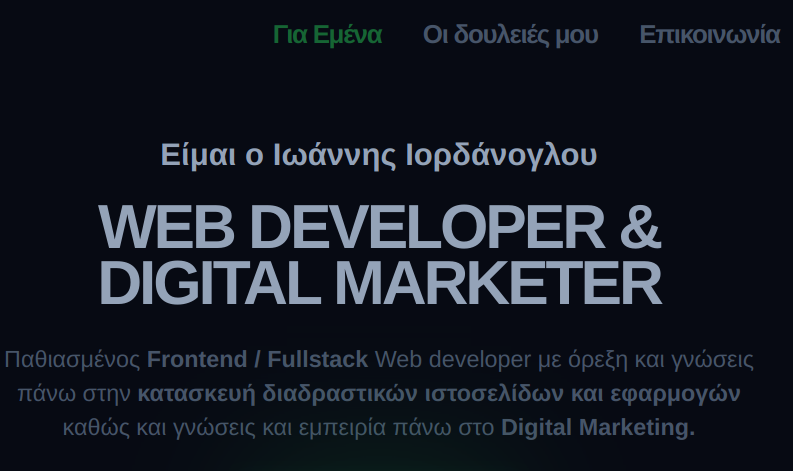 Για Εμένα Οι δουλειές μου Επικοινωνία
Είμαι ο Ιωάννης Ιορδάνογλου
WEB DEVELOPER &
DIGITAL MARKETER
Παθιασμένος Frontend / Fullstack Web developer με όρεξη και γνώσεις
πάνω στην κατασκευή διαδραστικών ιστοσελίδων και εφαρμογών
καθώς και γνώσεις και εμπειρία πάνω στο Digital Marketing.